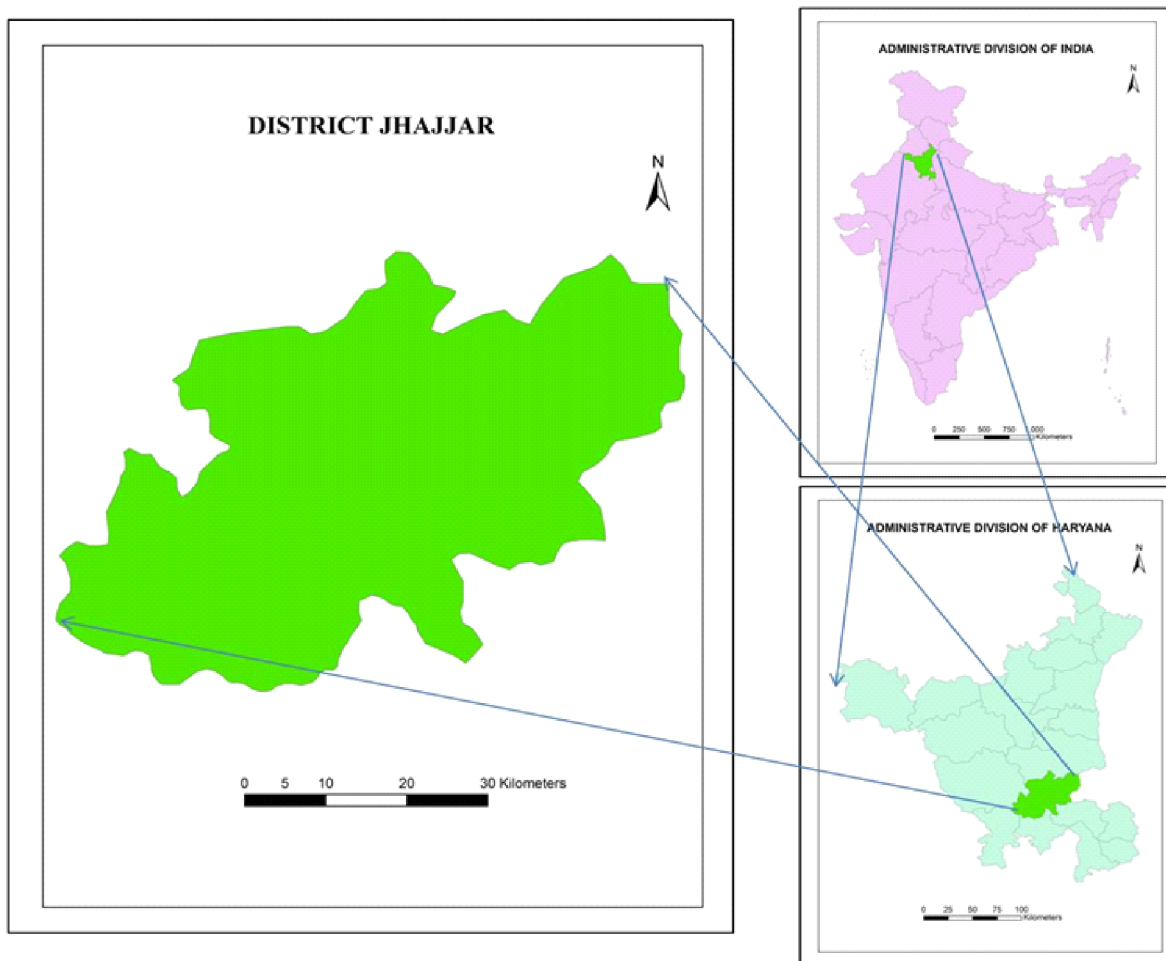 DISTRICT JHAJJAR
N
0 5 10 20 30 Kilometers
ADMINISTRATIVE DIVISION OF INDIA
N
0 250 500 750 1,000
Kilometers
ADMINISTRATIVE DIVISION OF HARYANA
N
0 25 50 75 100
Kilometers